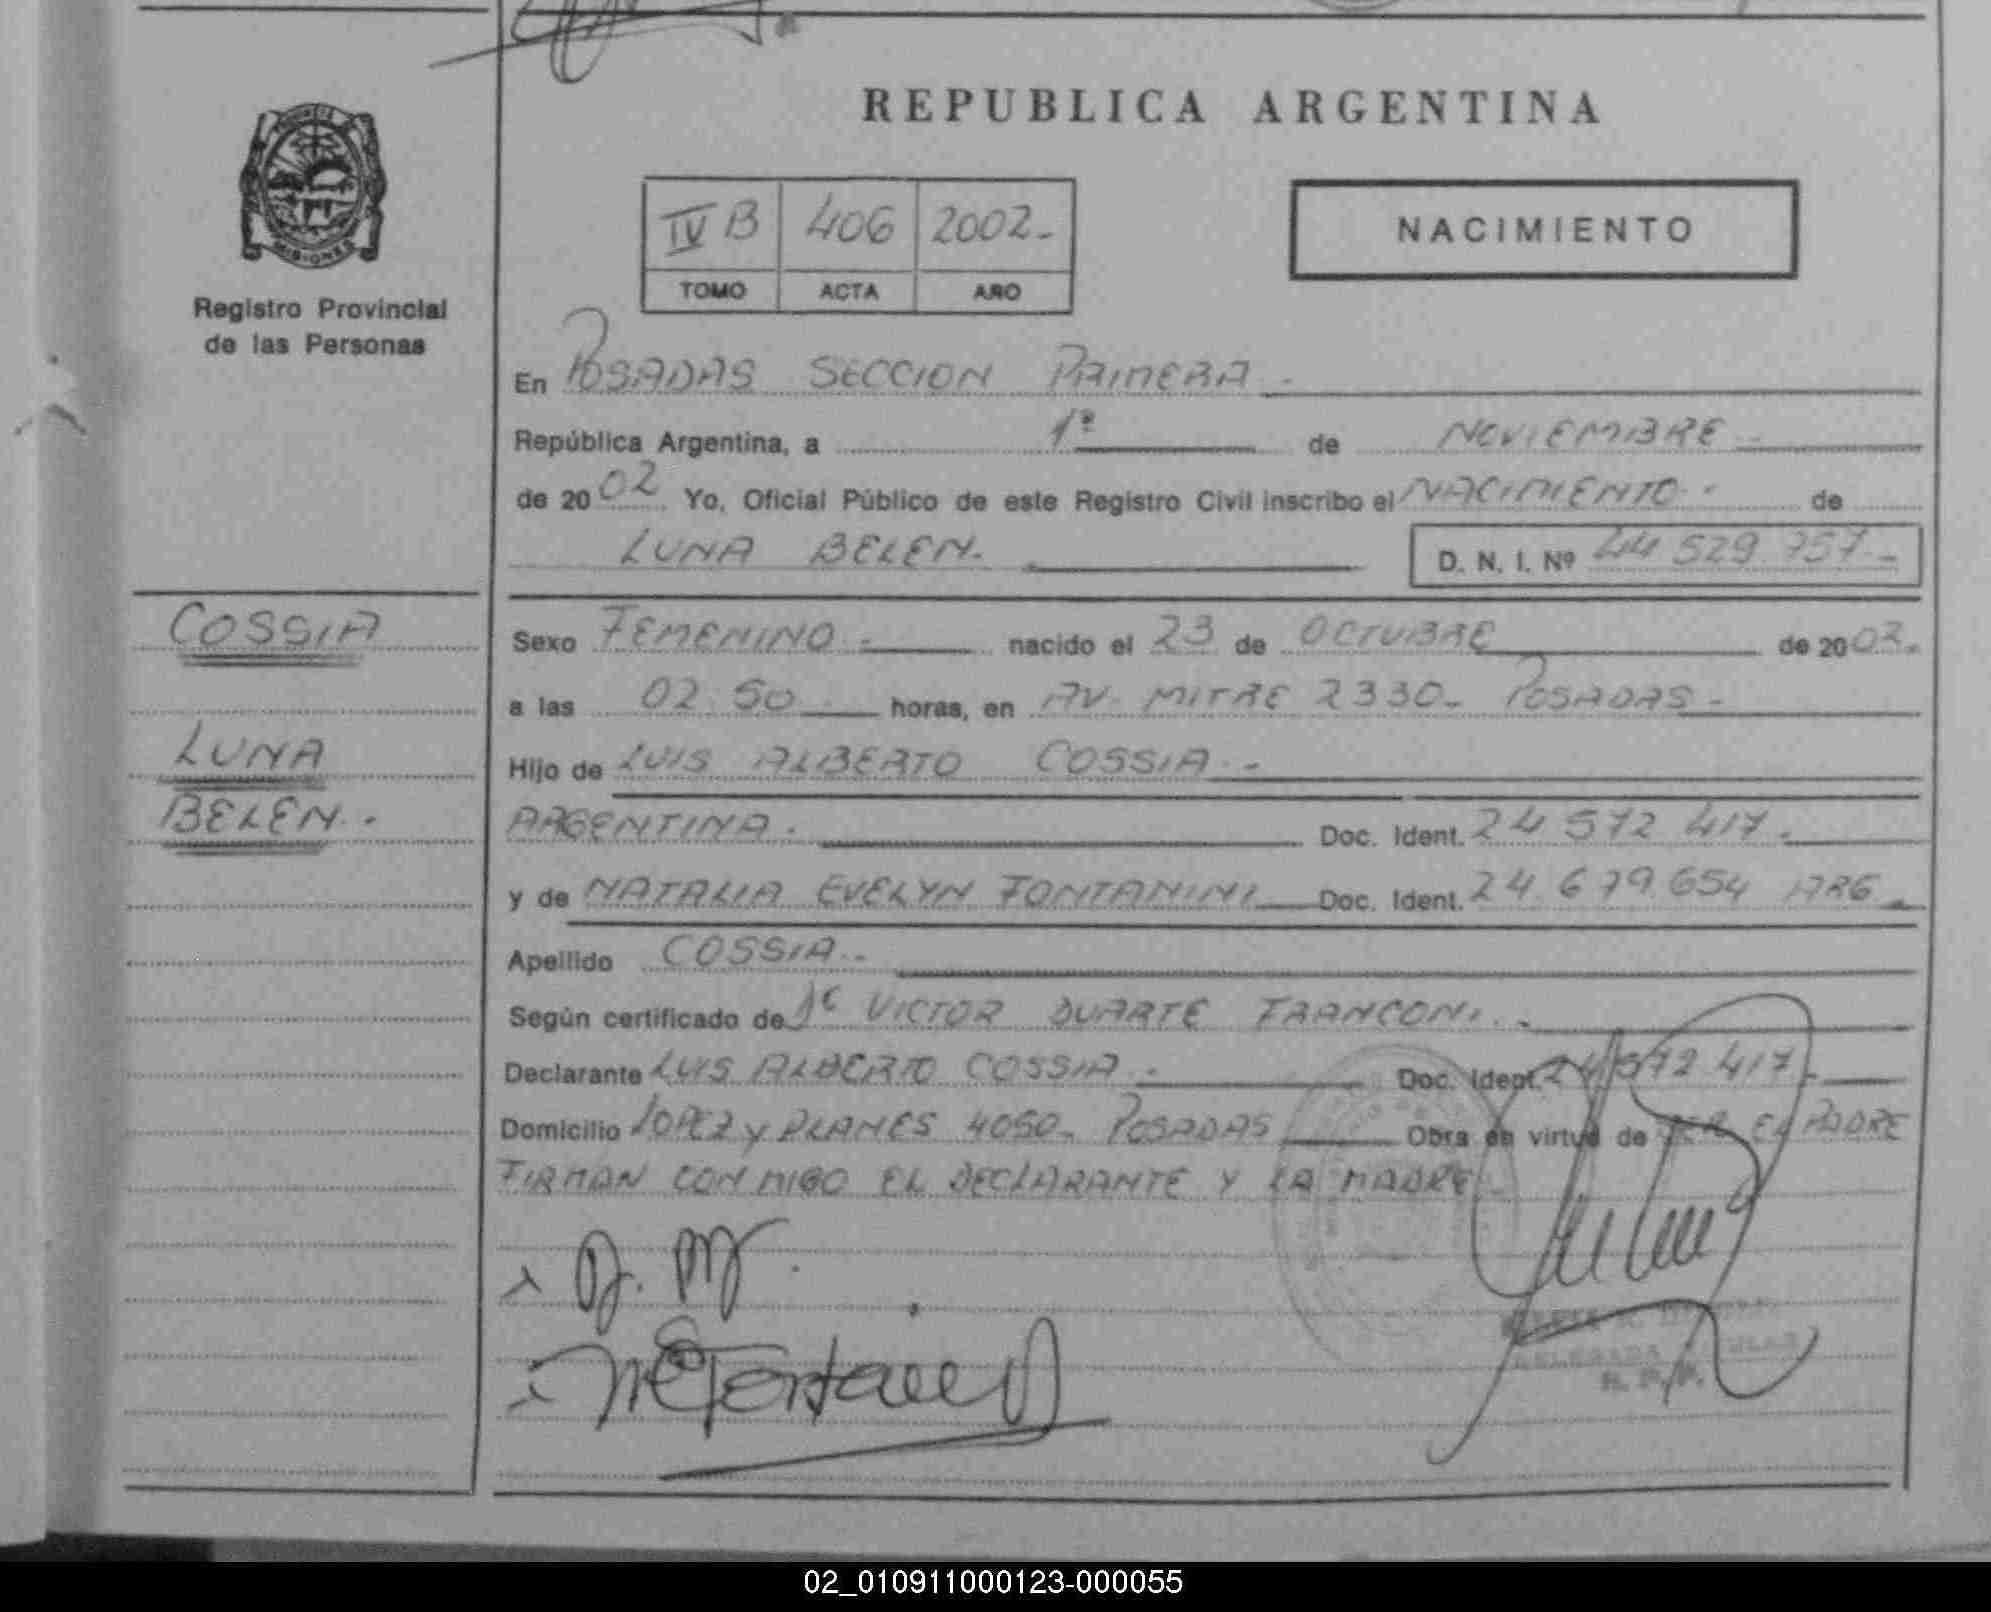 REPUBLICA ARGENTINA
MISIONES
Registro Provincial
de las Personas
IV B 406 2002-
TOMO ACTA AÑO
NACIMIENTO
En POSADAS SECCION PRIMERA -
República Argentina, a 1º de NOVIEMBRE
de 2002 Yo, Oficial Público de este Registro Civil inscribo el NACIMIENTO - de
LUNA BELEN. D. N. I. Nº 44 529 757 -
COSSIA
LUNA
BELEN.
Sexo FEMENINO - nacido el 23 de OCTUBRE de 2002.
a las 02 50 horas, en AV. MITRE 2330- POSADAS -
Hijo de LUIS ALBERTO COSSIA -
ARGENTINA. Doc. Ident. 24 572 417.
y de NATALIA EVELYN FONTANINI Doc. Ident. 24.679.654 ARG
Apellido COSSIA -
Según certificado de VICTOR DUARTE FRANCONI. -
Declarante LUIS ALBERTO COSSIA - Doc. Ident. 24 572 417
Domicilio LOPEZ Y PLANES 4050- POSADAS Obra en virtud de SER EL PADRE
FIRMAN CON MIGO EL DECLARANTE Y LA MADRE -
DELEGADA TITULAR
R. P. P.
02_010911000123-000055